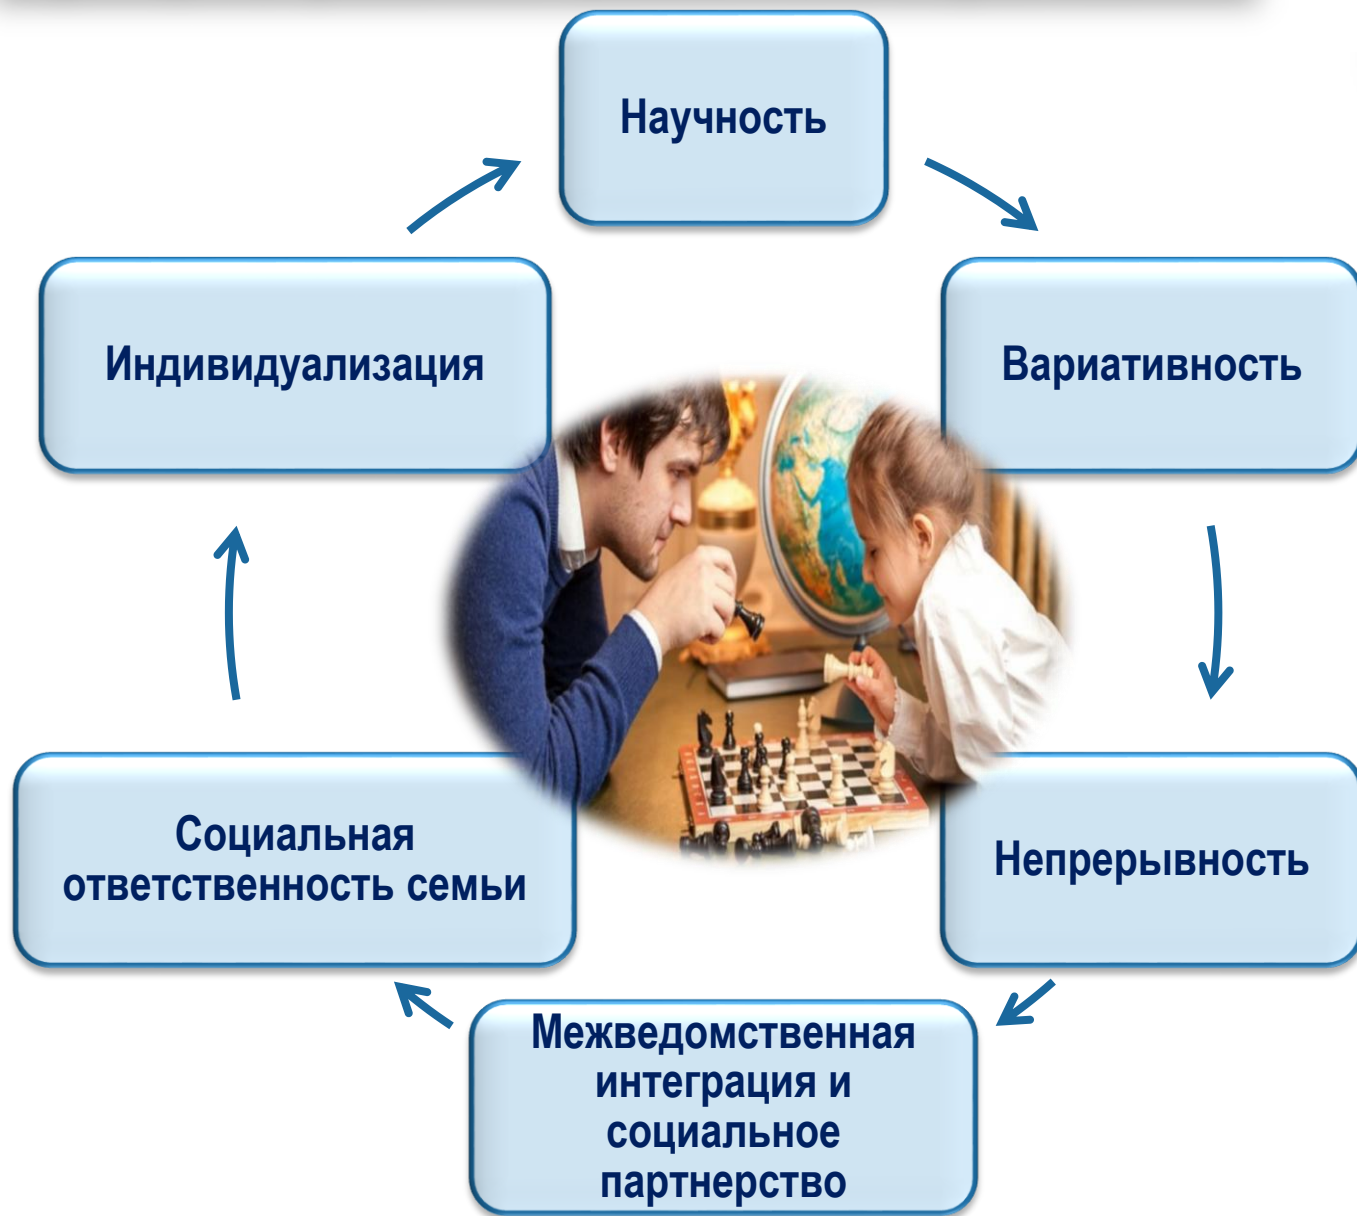 Научность
Индивидуализация
Вариативность
Социальная
ответственность семьи
Непрерывность
Межведомственная
интеграция и
социальное
партнерство